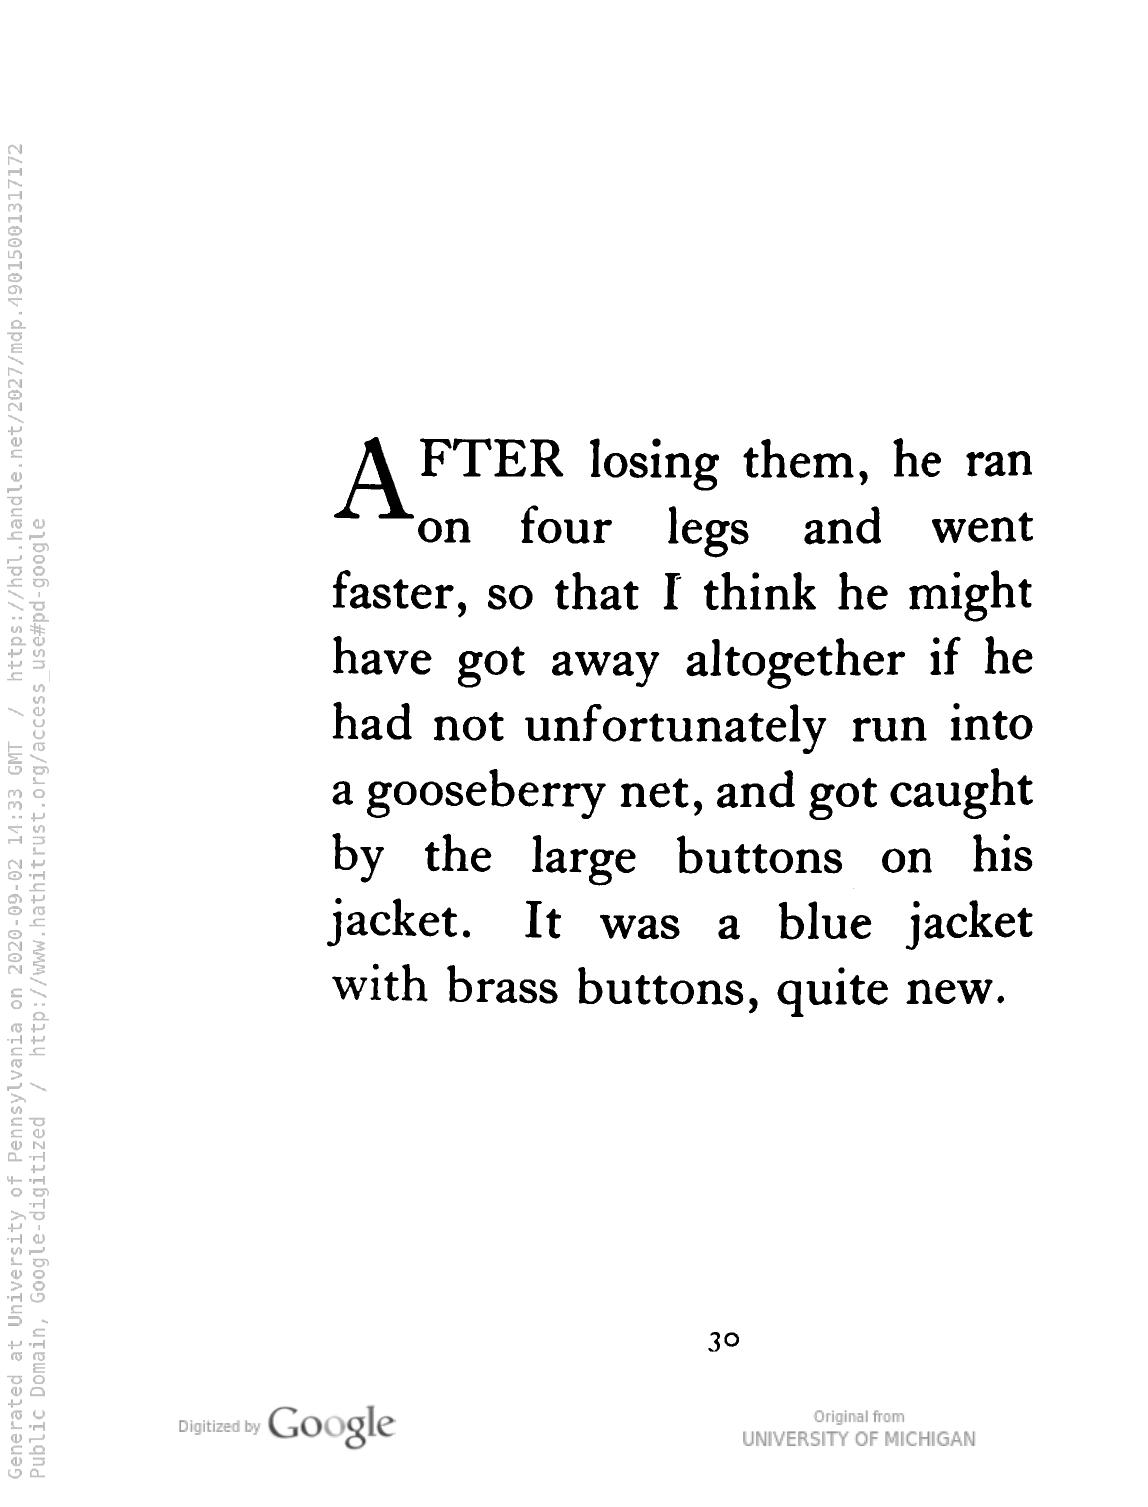 AFTER losing them, he ran
on four legs and went
faster, so that I think he might
have got away altogether if he
had not unfortunately run into
a gooseberry net, and got caught
by the large buttons on his
jacket. It was a blue jacket
with brass buttons, quite new.
30
Digitized by Google
Original from
UNIVERSITY OF MICHIGAN
Generated at University of Pennsylvania on 2020-09-02 14:33 GMT / https://hdl.handle.net/2027/mdp.49015001317172
Public Domain, Google-digitized / http://www.hathitrust.org/access_use#pd-google